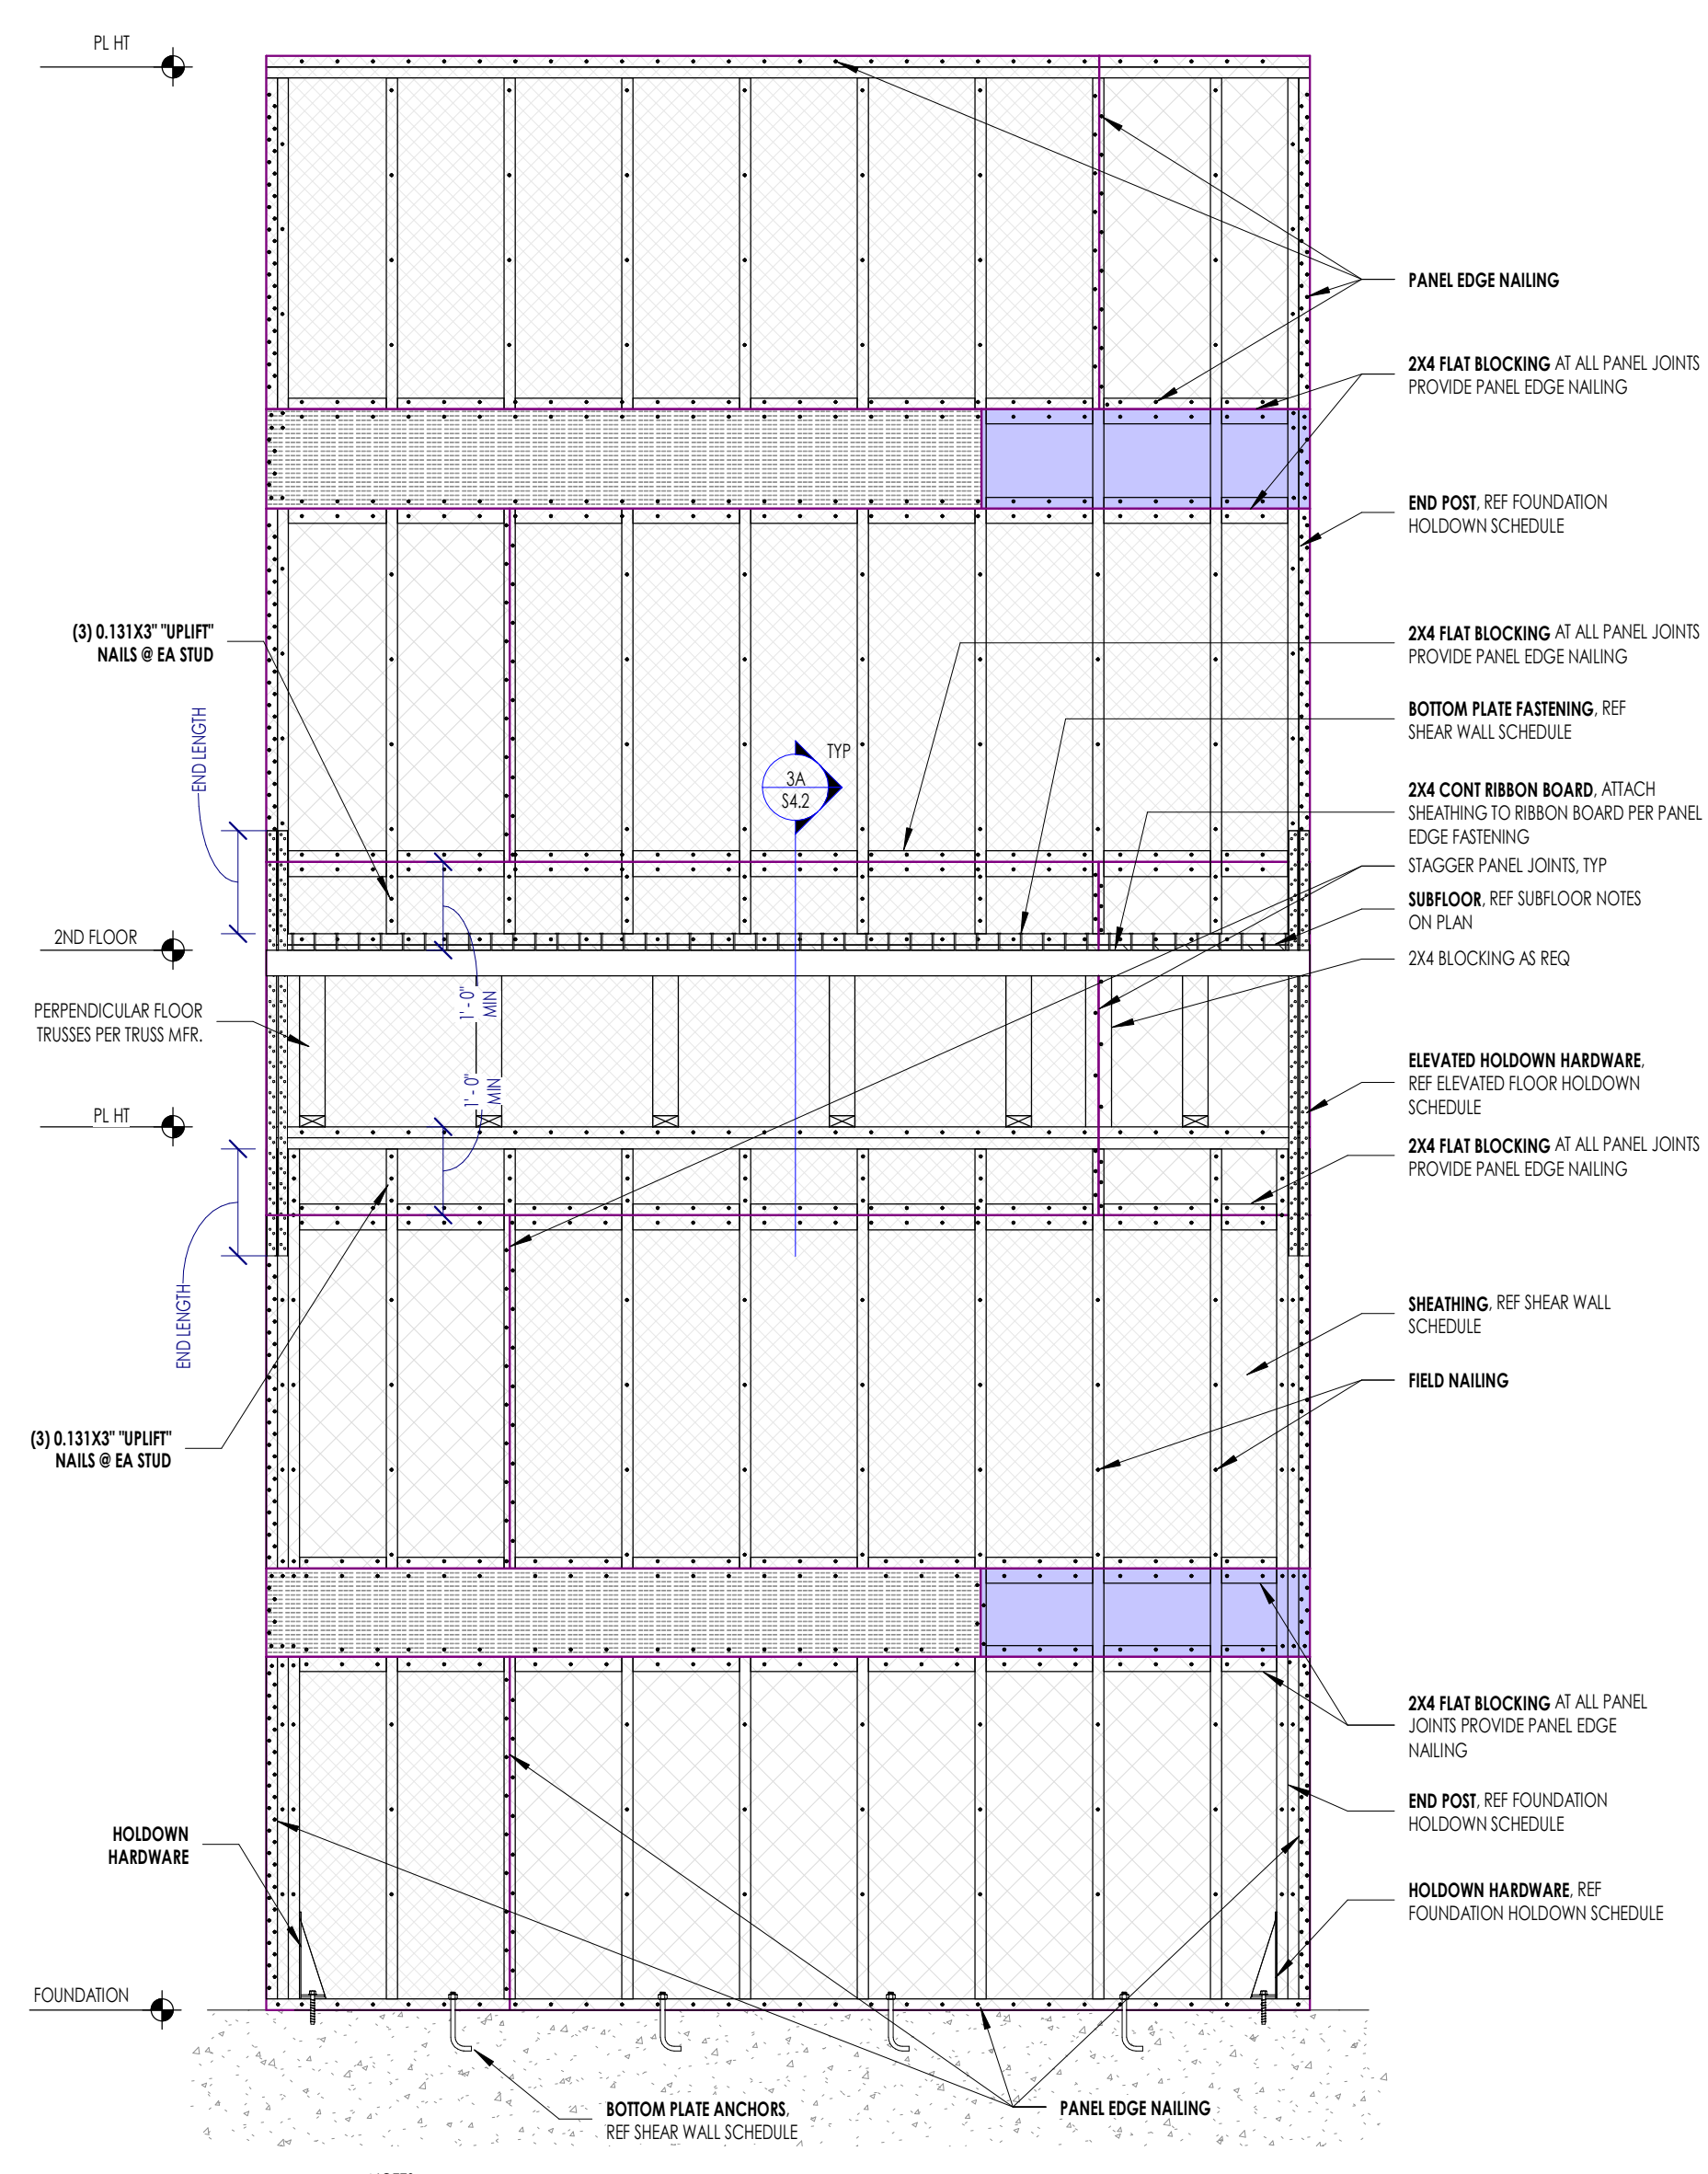 PL HT
PANEL EDGE NAILING
2X4 FLAT BLOCKING AT ALL PANEL JOINTS
PROVIDE PANEL EDGE NAILING
END POST, REF FOUNDATION
HOLDOWN SCHEDULE
(3) 0.131X3" "UPLIFT"
NAILS @ EA STUD
2X4 FLAT BLOCKING AT ALL PANEL JOINTS
PROVIDE PANEL EDGE NAILING
END LENGTH
BOTTOM PLATE FASTENING, REF
SHEAR WALL SCHEDULE
TYP
3A
S4.2
2X4 CONT RIBBON BOARD, ATTACH
SHEATHING TO RIBBON BOARD PER PANEL
EDGE FASTENING
STAGGER PANEL JOINTS, TYP
SUBFLOOR, REF SUBFLOOR NOTES
ON PLAN
2ND FLOOR
2X4 BLOCKING AS REQ
1' - 0"
MIN
PERPENDICULAR FLOOR
TRUSSES PER TRUSS MFR.
1' - 0"
MIN
ELEVATED HOLDOWN HARDWARE,
REF ELEVATED FLOOR HOLDOWN
SCHEDULE
PL HT
2X4 FLAT BLOCKING AT ALL PANEL JOINTS
PROVIDE PANEL EDGE NAILING
END LENGTH
SHEATHING, REF SHEAR WALL
SCHEDULE
FIELD NAILING
(3) 0.131X3" "UPLIFT"
NAILS @ EA STUD
2X4 FLAT BLOCKING AT ALL PANEL
JOINTS PROVIDE PANEL EDGE
NAILING
END POST, REF FOUNDATION
HOLDOWN SCHEDULE
HOLDOWN
HARDWARE
HOLDOWN HARDWARE, REF
FOUNDATION HOLDOWN SCHEDULE
FOUNDATION
BOTTOM PLATE ANCHORS,
REF SHEAR WALL SCHEDULE
PANEL EDGE NAILING